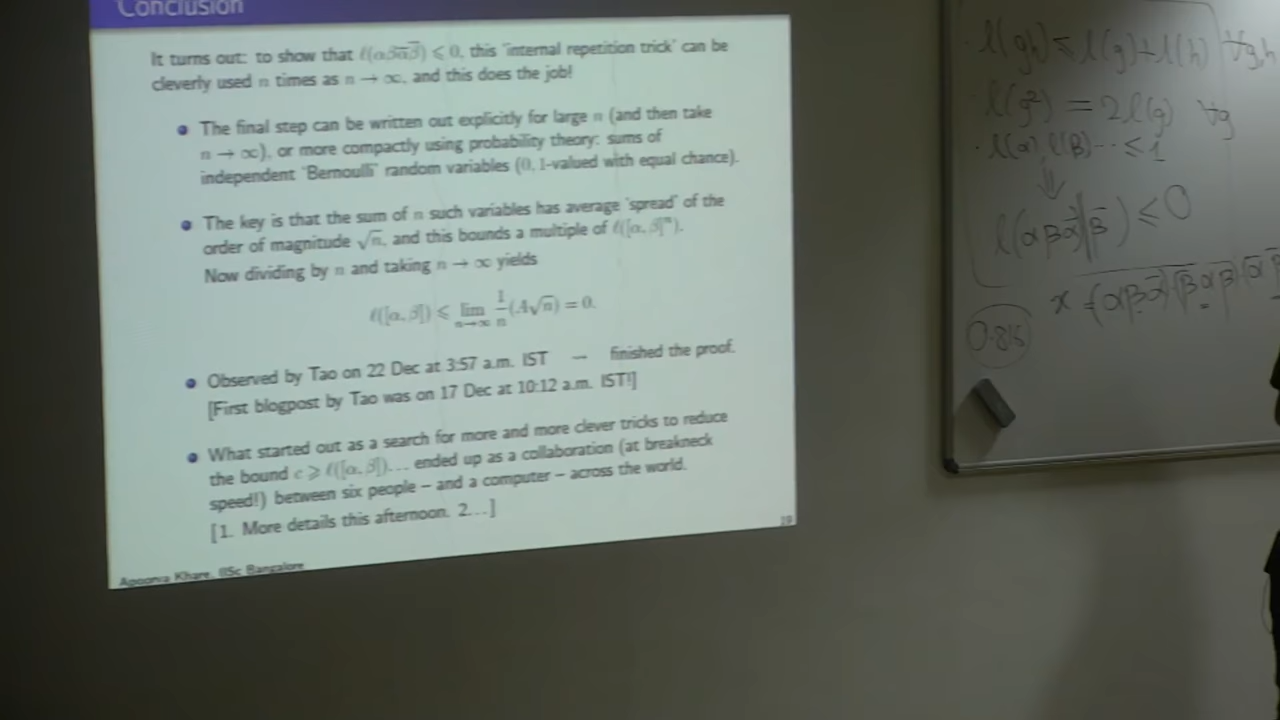 Conclusion
It turns out: to show that ℓ(αβᾱβ̄) ⩽ 0, this 'internal repetition trick' can be
cleverly used n times as n → ∞, and this does the job!
• The final step can be written out explicitly for large n (and then take
n → ∞), or more compactly using probability theory: sums of
independent 'Bernoulli' random variables (0, 1-valued with equal chance).
• The key is that the sum of n such variables has average 'spread' of the
order of magnitude √n, and this bounds a multiple of ℓ([α, β]ⁿ).
Now dividing by n and taking n → ∞ yields
ℓ([α, β]) ⩽ lim n→∞ 1/n (A√n) = 0.
• Observed by Tao on 22 Dec at 3:57 a.m. IST – finished the proof.
[First blogpost by Tao was on 17 Dec at 10:12 a.m. IST!]
• What started out as a search for more and more clever tricks to reduce
the bound c ⩾ ℓ([α, β])... ended up as a collaboration (at breakneck
speed!) between six people – and a computer – across the world.
[1. More details this afternoon. 2...]
Apoorva Khare, IISc Bangalore
19
· ℓ(gh) ≤ ℓ(g)+ℓ(h) ∀g,h
· ℓ(g²) = 2ℓ(g) ∀g
· ℓ(α), ℓ(β) ·· ≤ 1
⇓
ℓ(αβᾱβ̄) ≤ 0
0.816